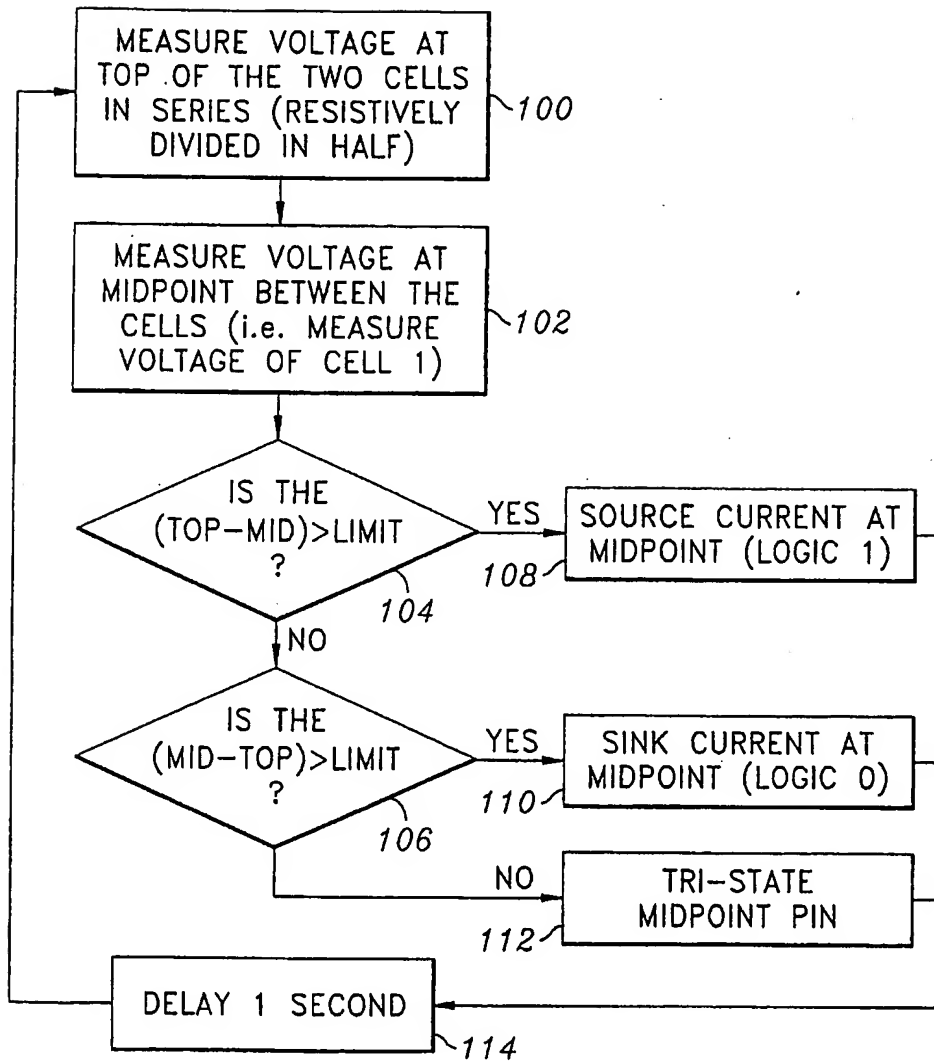 MEASURE VOLTAGE AT
TOP OF THE TWO CELLS
IN SERIES (RESISTIVELY
DIVIDED IN HALF)
100
MEASURE VOLTAGE AT
MIDPOINT BETWEEN THE
CELLS (i.e. MEASURE
VOLTAGE OF CELL 1)
102
IS THE
(TOP-MID)>LIMIT
?
104
YES
SOURCE CURRENT AT
MIDPOINT (LOGIC 1)
108
NO
IS THE
(MID-TOP)>LIMIT
?
106
YES
SINK CURRENT AT
MIDPOINT (LOGIC 0)
110
NO
TRI-STATE
MIDPOINT PIN
112
DELAY 1 SECOND
114